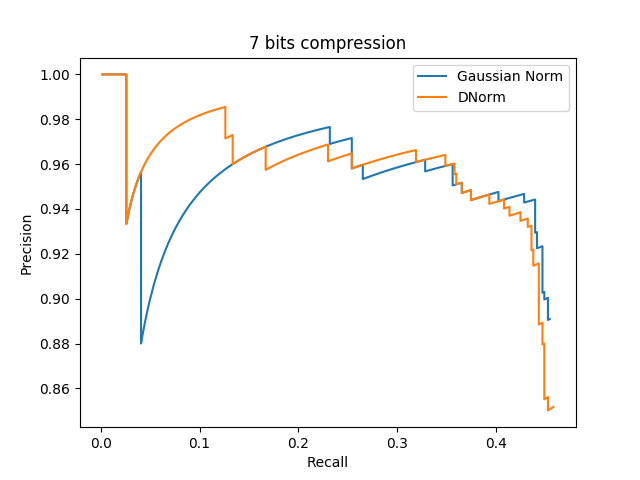 7 bits compression
Gaussian Norm
DNorm
1.00
0.98
0.96
0.94
0.92
0.90
0.88
0.86
Precision
0.0 0.1 0.2 0.3 0.4
Recall